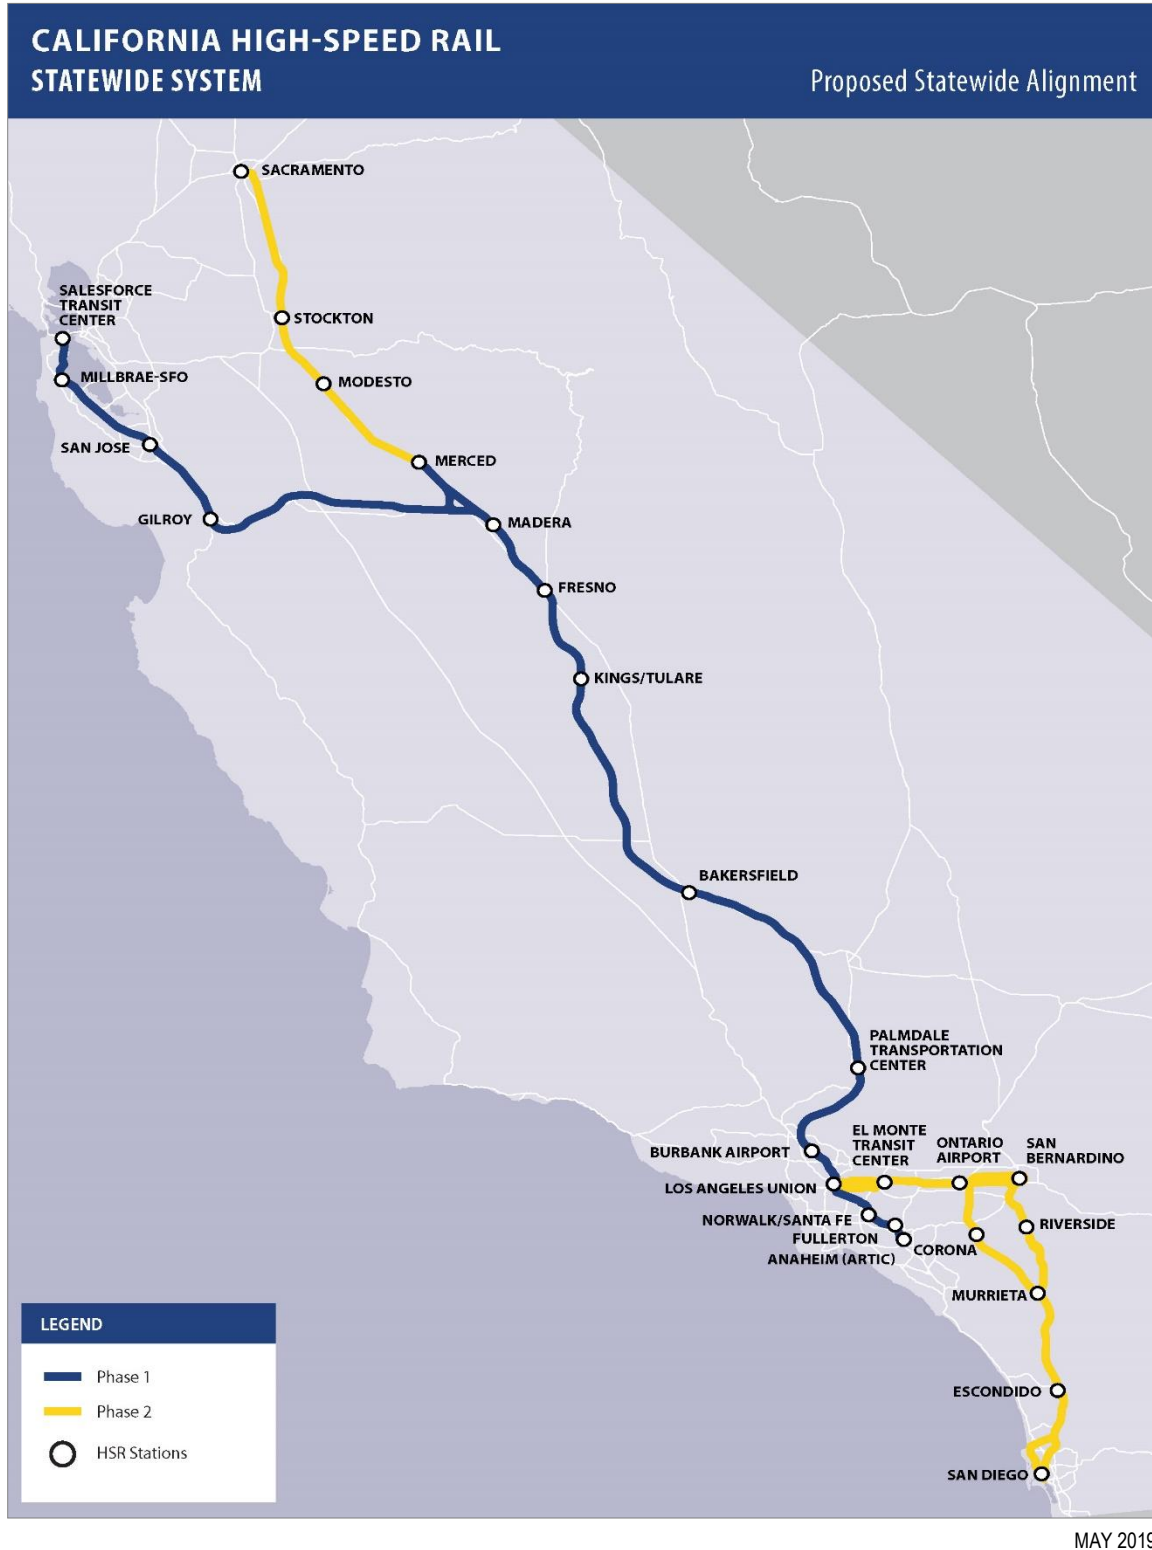 CALIFORNIA HIGH-SPEED RAIL
STATEWIDE SYSTEM
Proposed Statewide Alignment
SACRAMENTO
SALESFORCE
TRANSIT
CENTER
STOCKTON
MILLBRAE-SFO
MODESTO
SAN JOSE
MERCED
GILROY
MADERA
FRESNO
KINGS/TULARE
BAKERSFIELD
PALMDALE
TRANSPORTATION
CENTER
EL MONTE
TRANSIT
CENTER
ONTARIO
AIRPORT
SAN
BERNARDINO
BURBANK AIRPORT
LOS ANGELES UNION
NORWALK/SANTA FE
FULLERTON
ANAHEIM (ARTIC)
CORONA
RIVERSIDE
MURRIETA
ESCONDIDO
SAN DIEGO
LEGEND
Phase 1
Phase 2
HSR Stations
MAY 2019